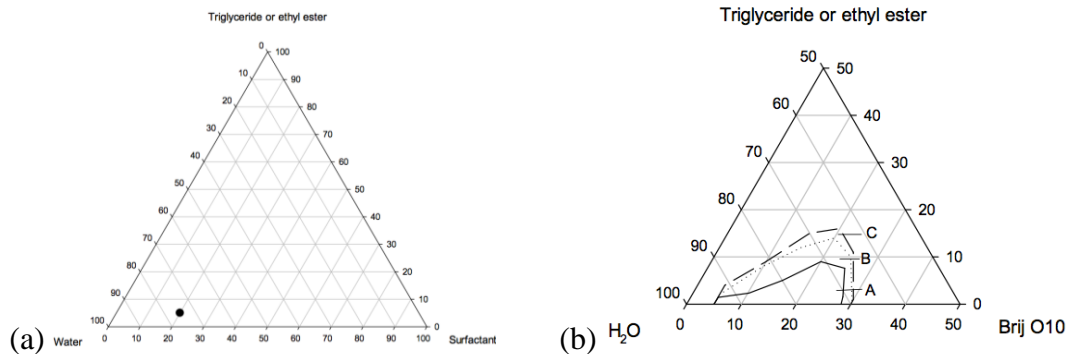 Triglyceride or ethyl ester
0 100
10 90
20 80
30 70
40 60
50 50
60 40
70 30
80 20
90 10
100 0
0 10 20 30 40 50 60 70 80 90 100
(a) Water Surfactant
Triglyceride or ethyl ester
50 50
60 40
70 30
80 20
C
90 10
B
A
100 0
0 10 20 30 40 50
(b) H₂O Brij O10